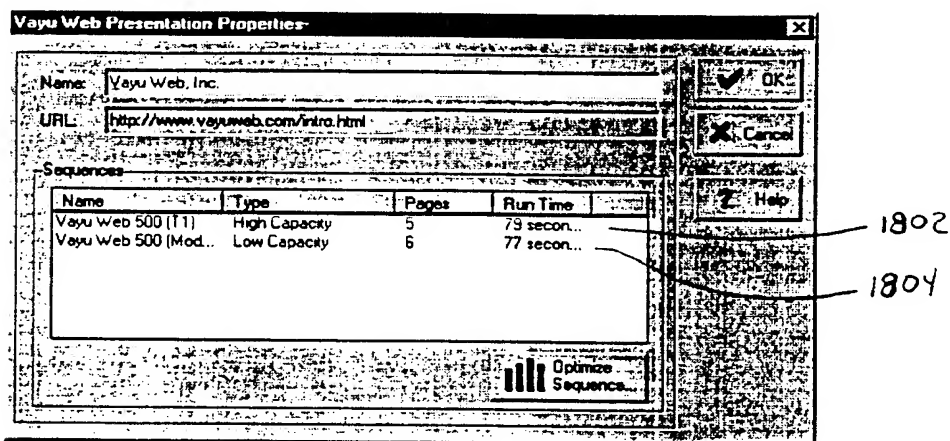 Vayu Web Presentation Properties-
Name: Vayu Web, Inc.
URL: http://www.vayuweb.com/intro.html
OK
Cancel
Help
Sequences
Name Type Pages Run Time
Vayu Web 500 (T1) High Capacity 5 79 secon...
Vayu Web 500 (Mod... Low Capacity 6 77 secon...
Optimize
Sequence...
1802
1804